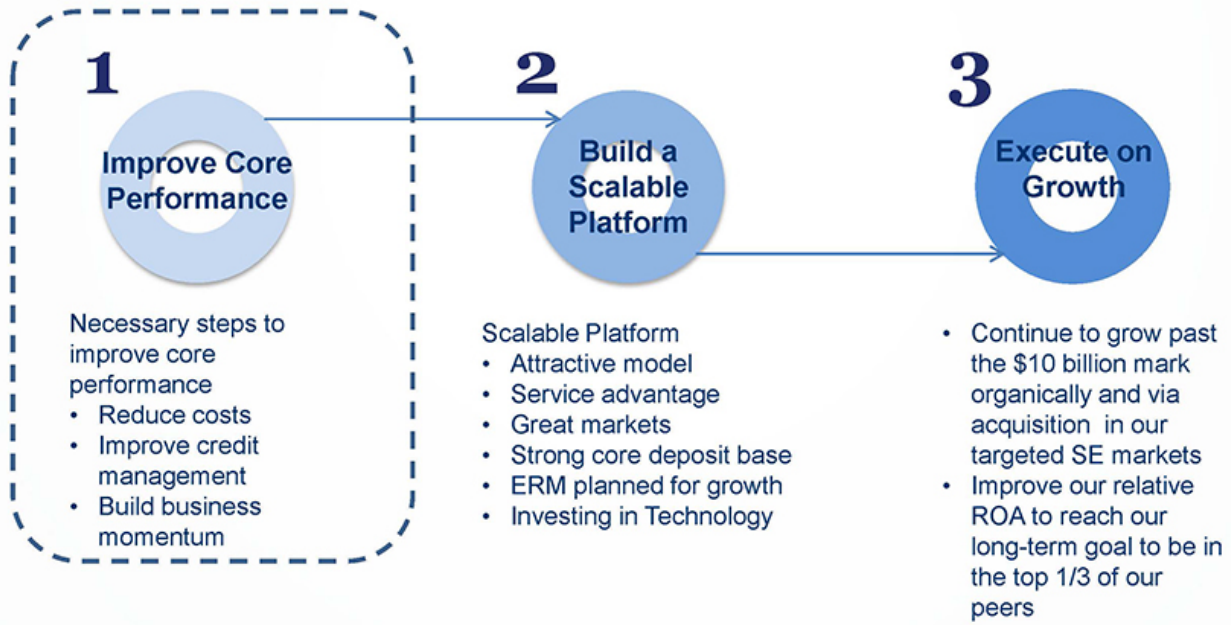 1
Improve Core
Performance
Necessary steps to
improve core
performance
• Reduce costs
• Improve credit
management
• Build business
momentum
2
Build a
Scalable
Platform
Scalable Platform
• Attractive model
• Service advantage
• Great markets
• Strong core deposit base
• ERM planned for growth
• Investing in Technology
3
Execute on
Growth
• Continue to grow past
the $10 billion mark
organically and via
acquisition in our
targeted SE markets
• Improve our relative
ROA to reach our
long-term goal to be in
the top 1/3 of our
peers